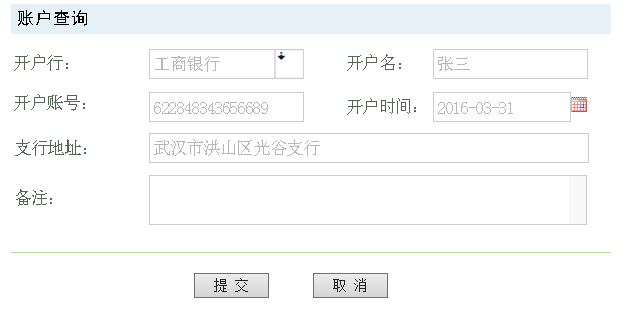 账户查询
开户行： 工商银行 开户名： 张三
开户账号： 622848343656689 开户时间： 2016-03-31
支行地址： 武汉市洪山区光谷支行
备注：
提 交 取 消